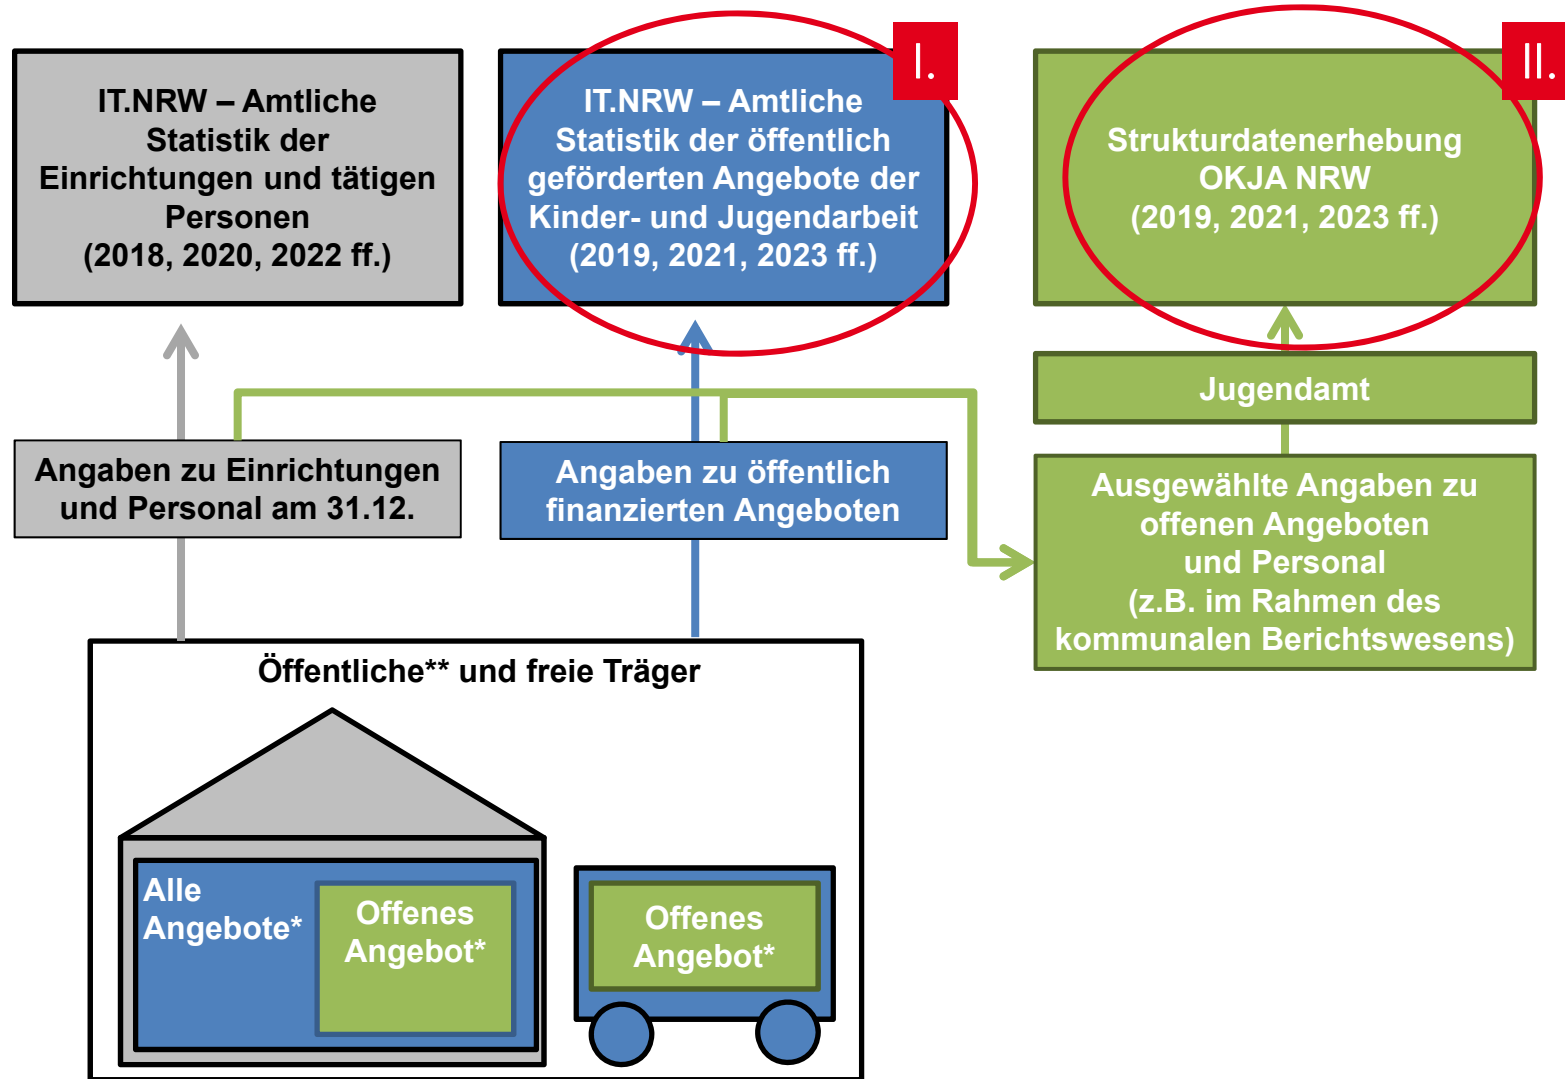 IT.NRW – Amtliche
Statistik der
Einrichtungen und tätigen
Personen
(2018, 2020, 2022 ff.)
I.
IT.NRW – Amtliche
Statistik der öffentlich
geförderten Angebote der
Kinder- und Jugendarbeit
(2019, 2021, 2023 ff.)
II.
Strukturdatenerhebung
OKJA NRW
(2019, 2021, 2023 ff.)
Jugendamt
Angaben zu Einrichtungen
und Personal am 31.12.
Angaben zu öffentlich
finanzierten Angeboten
Ausgewählte Angaben zu
offenen Angeboten
und Personal
(z.B. im Rahmen des
kommunalen Berichtswesens)
Öffentliche** und freie Träger
Alle
Angebote*
Offenes
Angebot*
Offenes
Angebot*